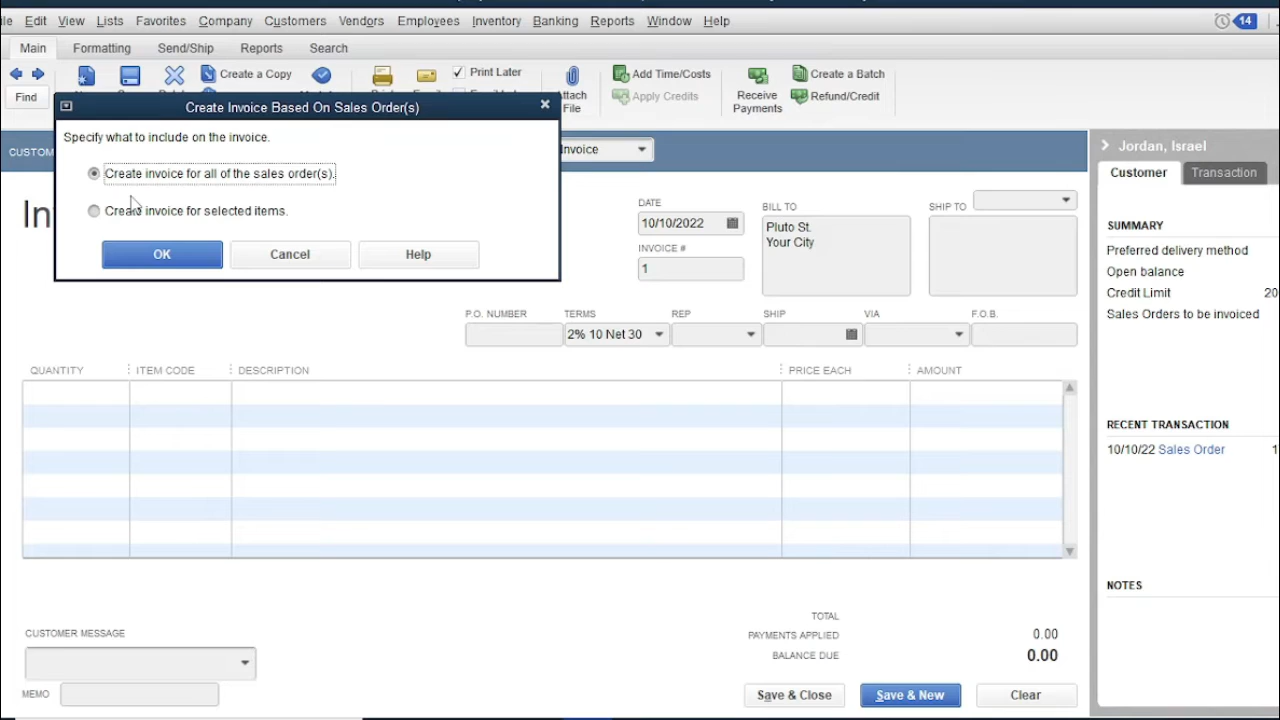 ile Edit View Lists Favorites Company Customers Vendors Employees Inventory Banking Reports Window Help 14
Main Formatting Send/Ship Reports Search
Create a Copy Print Later Add Time/Costs Create a Batch
Find Attach File Apply Credits Receive Payments Refund/Credit
Create Invoice Based On Sales Order(s)
Specify what to include on the invoice.
Create invoice for all of the sales order(s).
Create invoice for selected items.
OK Cancel Help
CUSTOM Invoice
In
DATE
10/10/2022
INVOICE #
1
BILL TO
Pluto St.
Your City
SHIP TO
P.O. NUMBER TERMS REP SHIP VIA F.O.B.
2% 10 Net 30
QUANTITY ITEM CODE DESCRIPTION PRICE EACH AMOUNT
TOTAL
PAYMENTS APPLIED 0.00
BALANCE DUE 0.00
CUSTOMER MESSAGE
MEMO
Save & Close Save & New Clear
Jordan, Israel
Customer Transaction
SUMMARY
Preferred delivery method
Open balance
Credit Limit 20
Sales Orders to be invoiced
RECENT TRANSACTION
10/10/22 Sales Order 1
NOTES